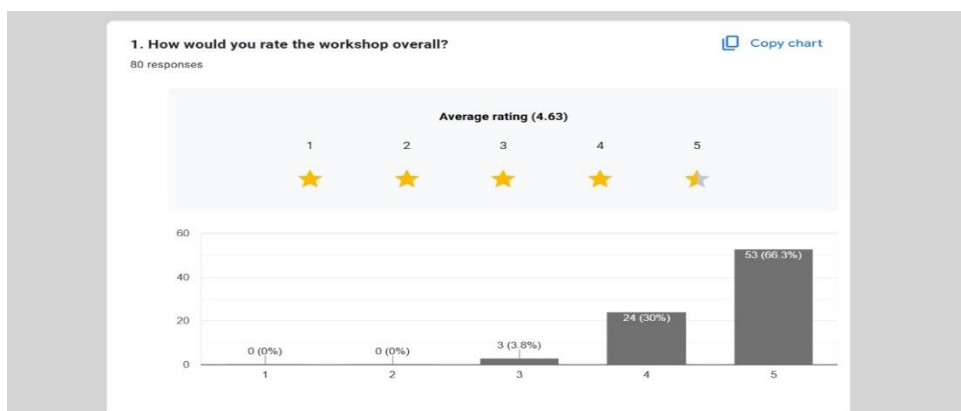 1. How would you rate the workshop overall?
Copy chart
80 responses
Average rating (4.63)
1 2 3 4 5
60
53 (66.3%)
40
24 (30%)
20
3 (3.8%)
0 (0%) 0 (0%)
0
1 2 3 4 5